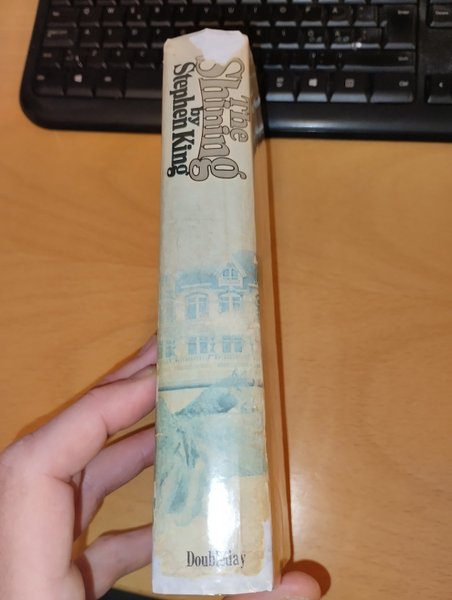 The
Shining
by
Stephen King
Doubleday